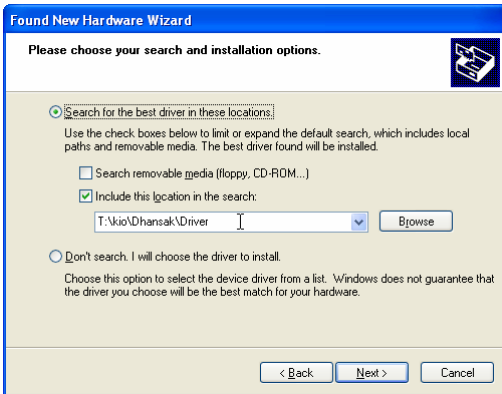 Found New Hardware Wizard
Please choose your search and installation options.
Search for the best driver in these locations.
Use the check boxes below to limit or expand the default search, which includes local
paths and removable media. The best driver found will be installed.
Search removable media (floppy, CD-ROM...)
Include this location in the search:
T:\kio\Dhansak\Driver
Browse
Don't search. I will choose the driver to install.
Choose this option to select the device driver from a list. Windows does not guarantee that
the driver you choose will be the best match for your hardware.
< Back Next > Cancel